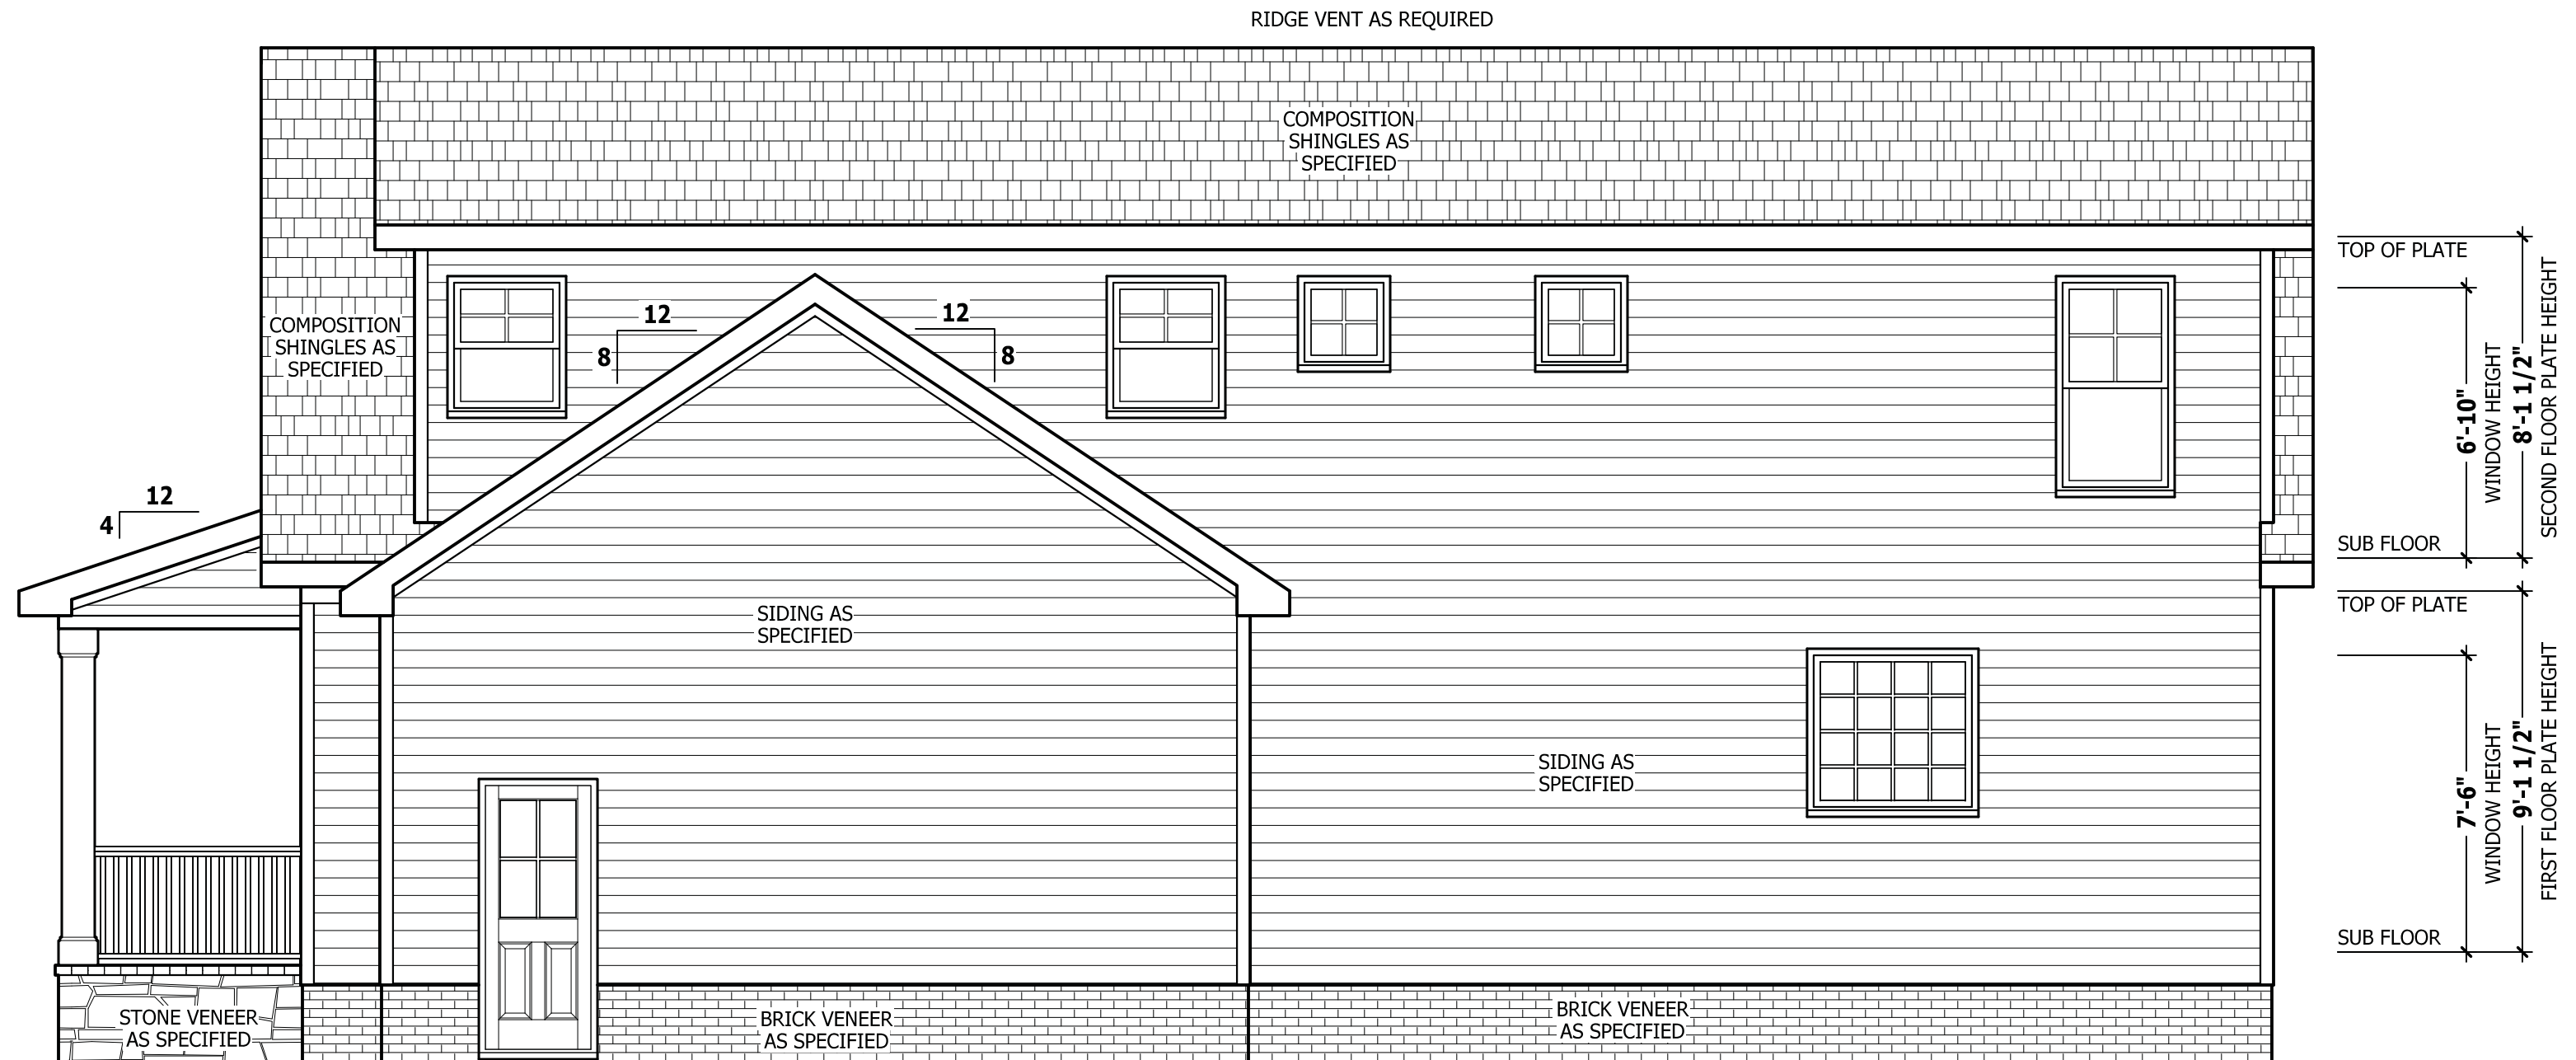 RIDGE VENT AS REQUIRED
COMPOSITION
SHINGLES AS
SPECIFIED
COMPOSITION
SHINGLES AS
SPECIFIED
12
8
12
8
12
4
SIDING AS
SPECIFIED
SIDING AS
SPECIFIED
STONE VENEER
AS SPECIFIED
BRICK VENEER
AS SPECIFIED
BRICK VENEER
AS SPECIFIED
TOP OF PLATE
6'-10"
WINDOW HEIGHT
8'-1 1/2"
SECOND FLOOR PLATE HEIGHT
SUB FLOOR
TOP OF PLATE
7'-6"
WINDOW HEIGHT
9'-1 1/2"
FIRST FLOOR PLATE HEIGHT
SUB FLOOR